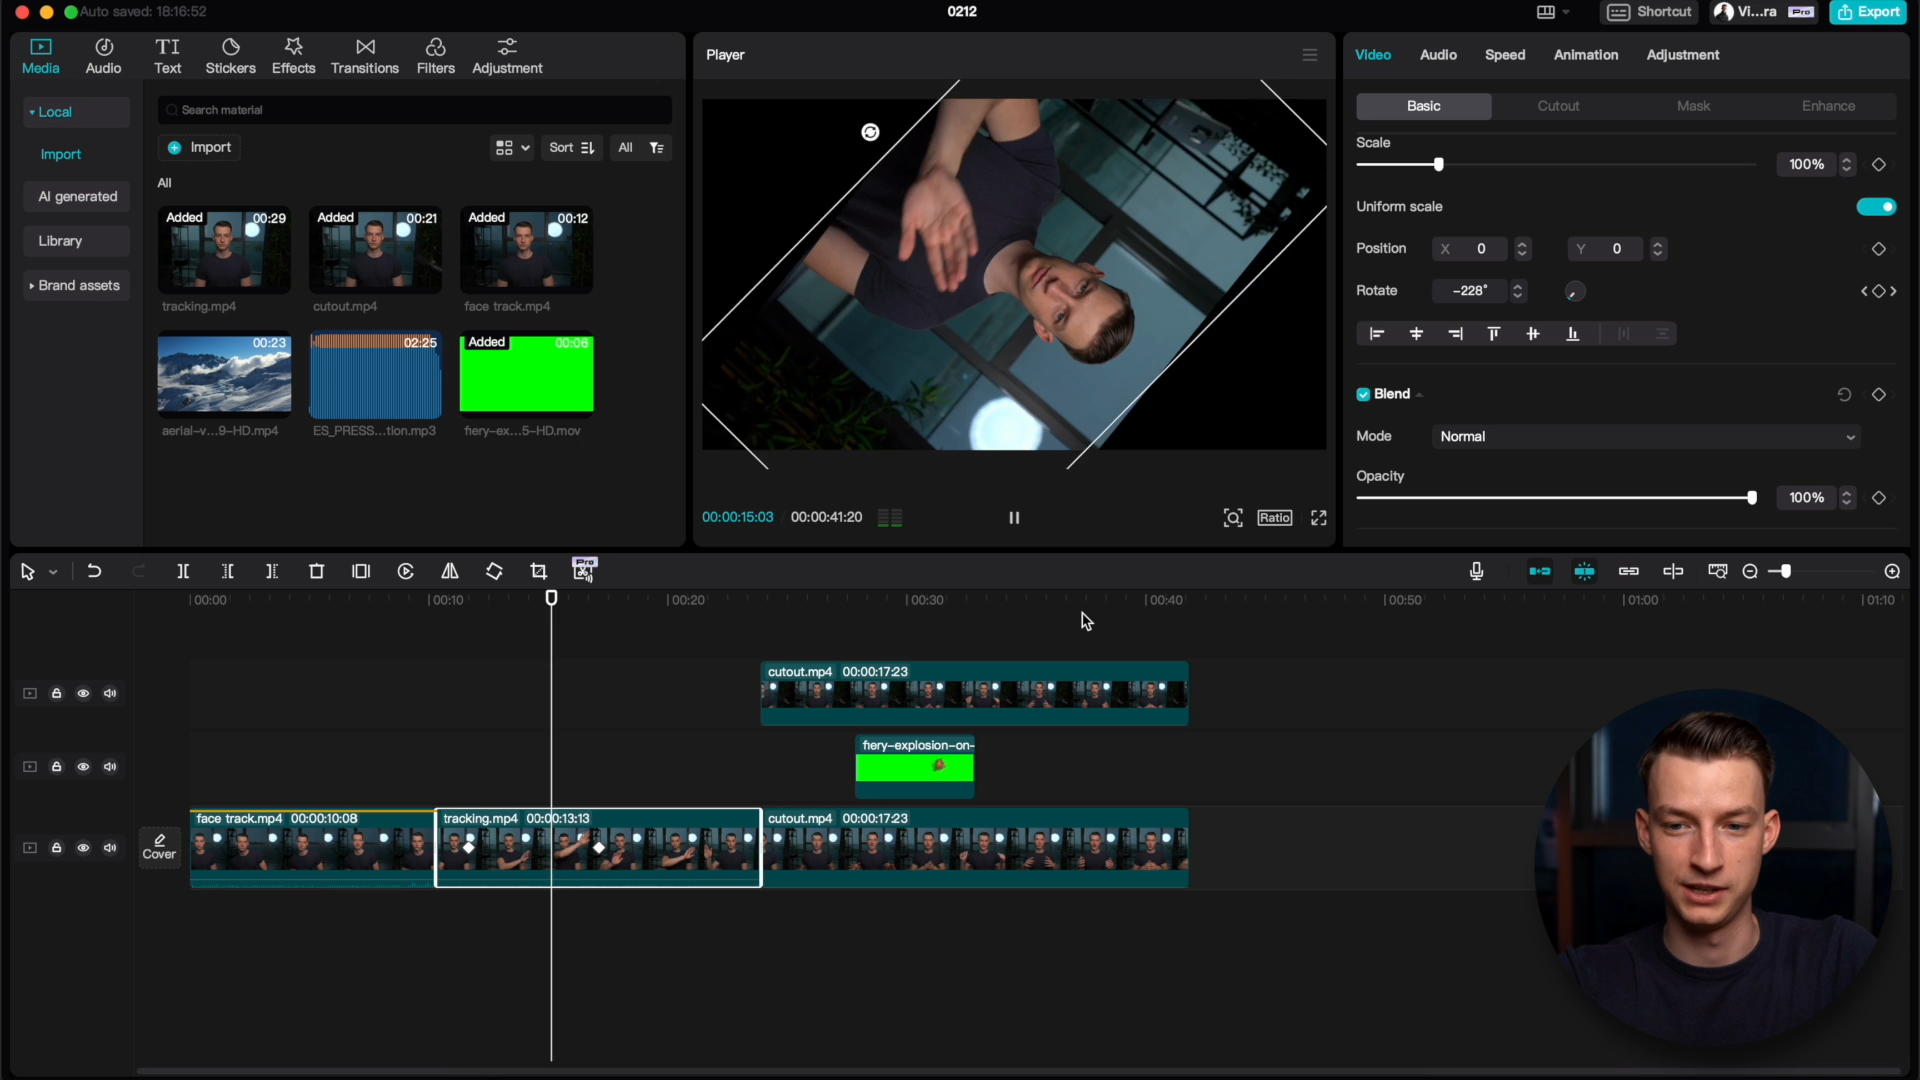 Auto saved: 18:16:52
0212
Shortcut
Vi...ra
Pro
Export
Media
Audio
Text
Stickers
Effects
Transitions
Filters
Adjustment
Local
Import
AI generated
Library
Brand assets
Search material
Import
Sort
All
All
Added 00:29
Added 00:21
Added 00:12
tracking.mp4
cutout.mp4
face track.mp4
00:23
02:25
Added 00:06
aerial-v...9-HD.mp4
ES_PRESS...tion.mp3
fiery-ex...5-HD.mov
Player
00:00:15:03
00:00:41:20
Ratio
Video
Audio
Speed
Animation
Adjustment
Basic
Cutout
Mask
Enhance
Scale
100%
Uniform scale
Position X 0 Y 0
Rotate -228°
Blend
Mode Normal
Opacity
100%
Pro
00:00
00:10
00:20
00:30
00:40
00:50
01:00
01:10
cutout.mp4 00:00:17:23
fiery-explosion-on-
Cover
face track.mp4 00:00:10:08
tracking.mp4 00:00:13:13
cutout.mp4 00:00:17:23